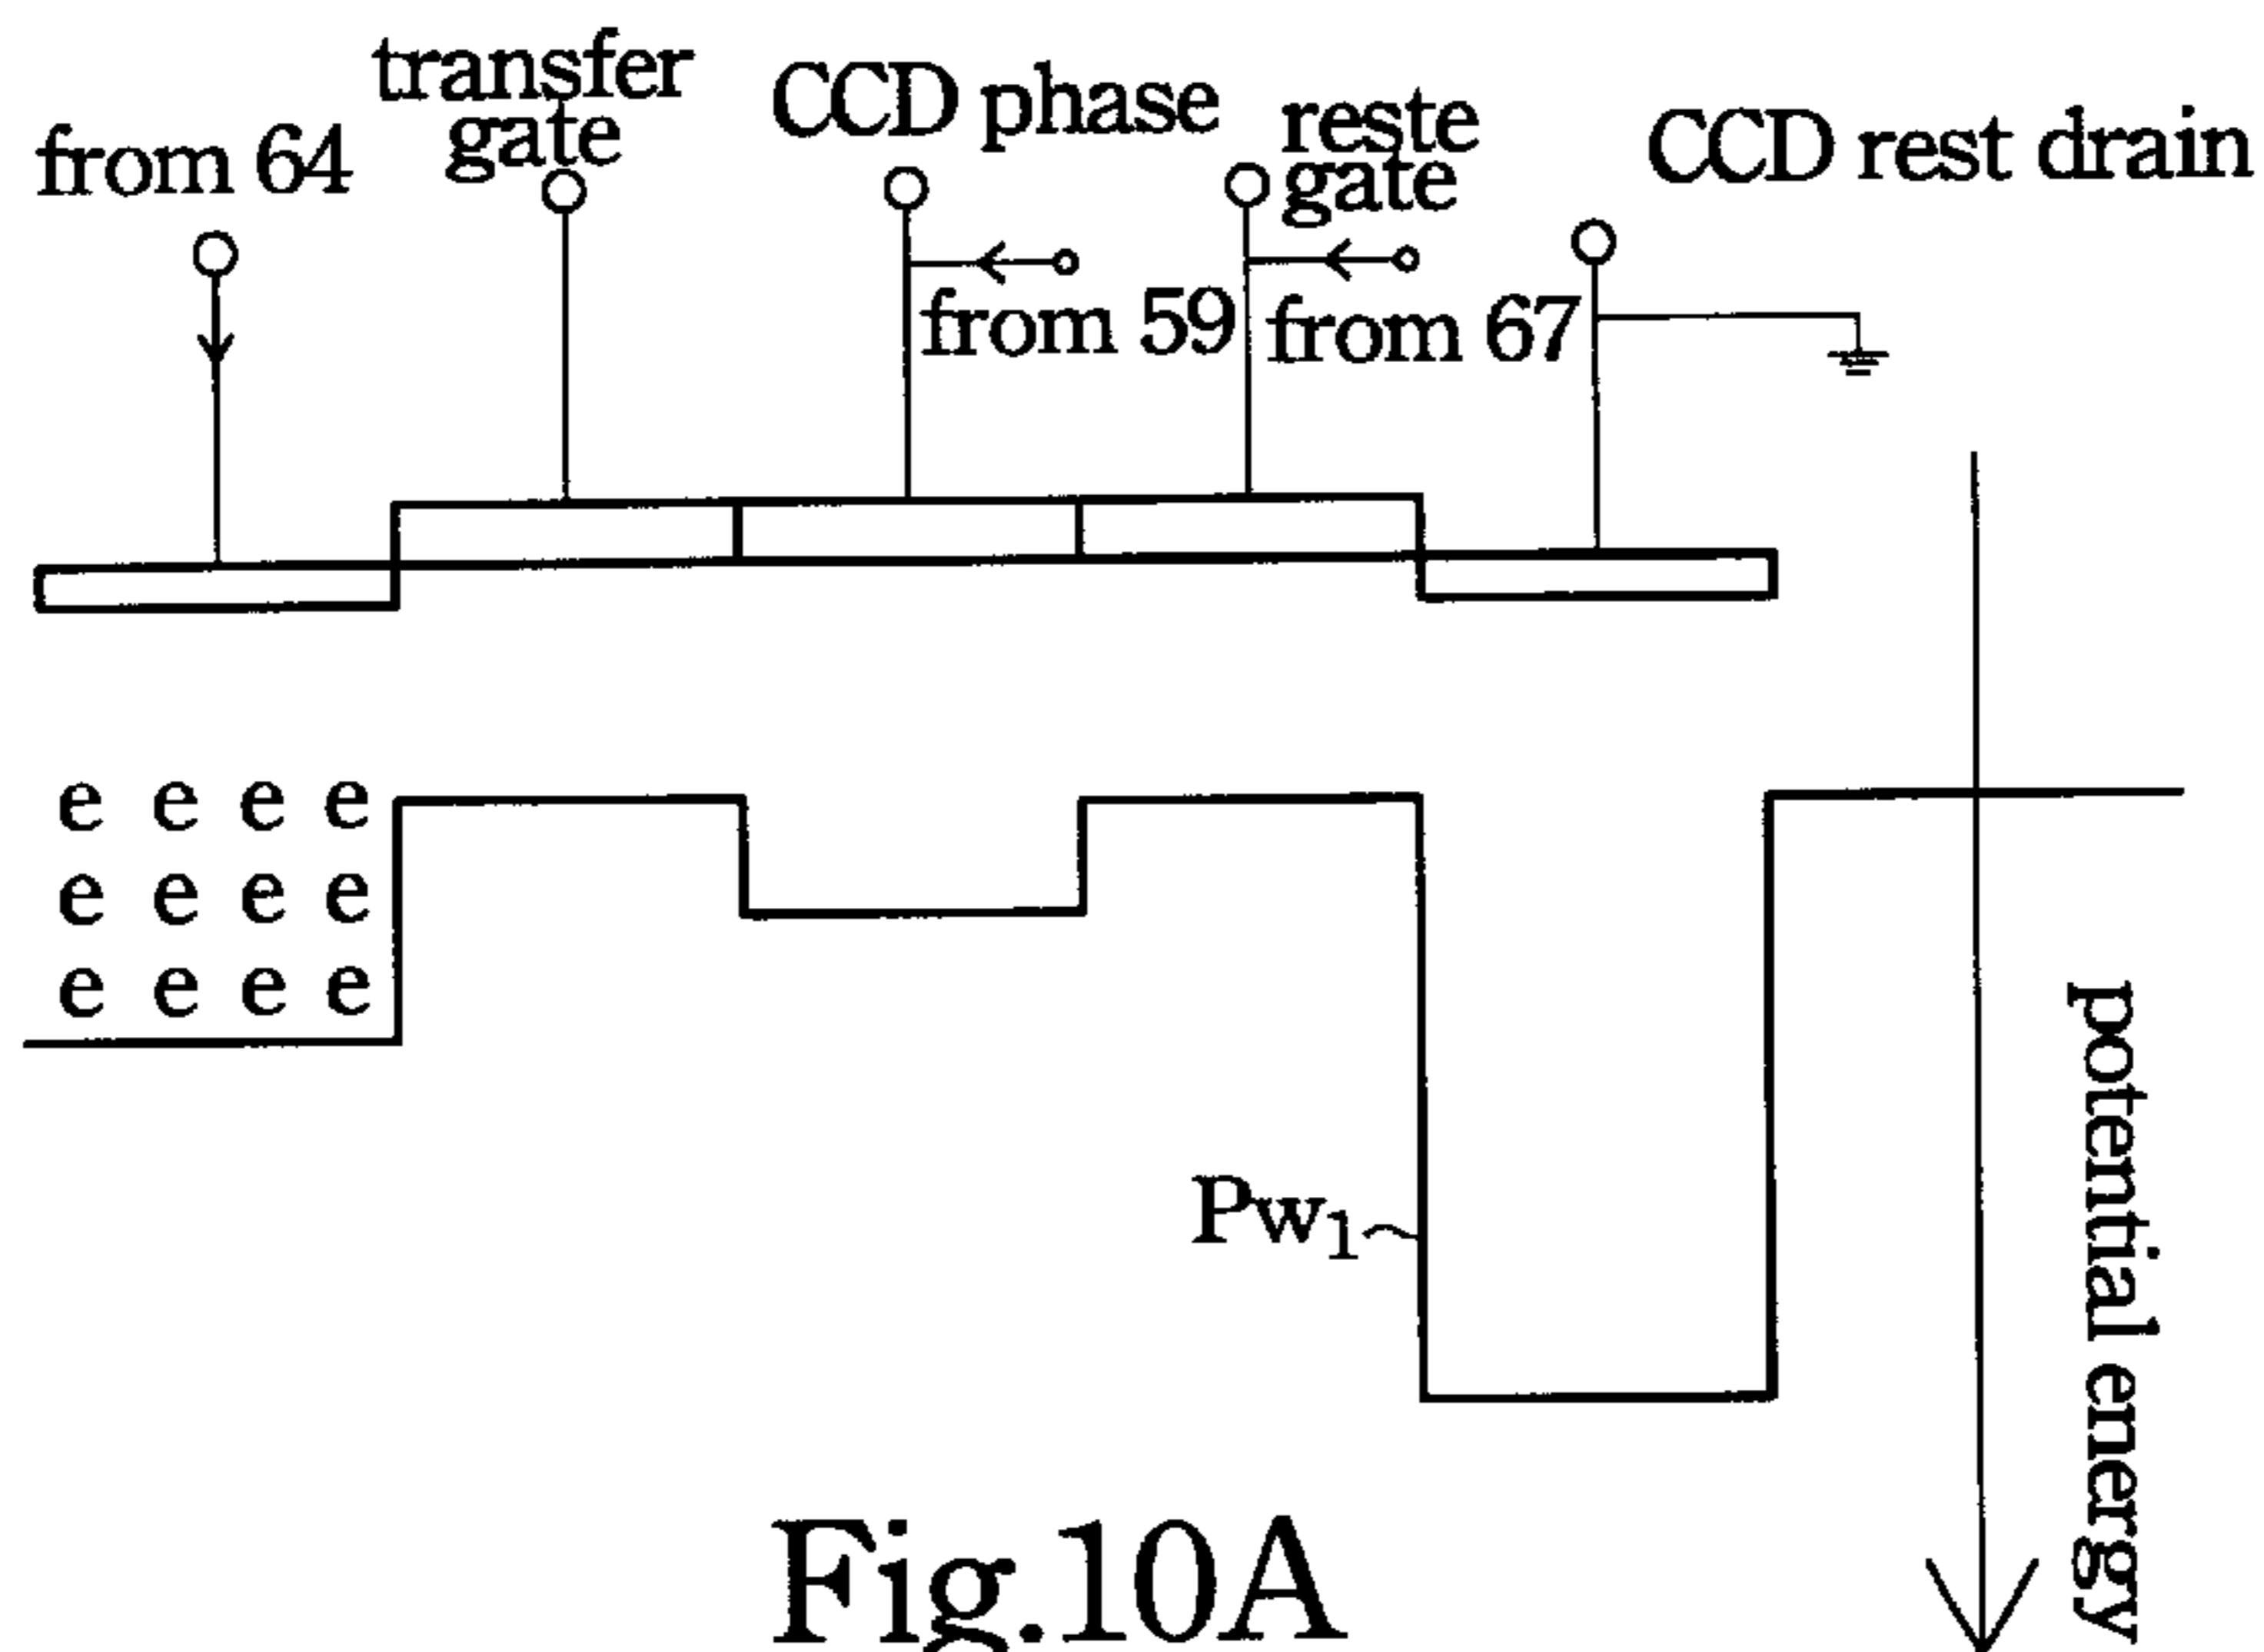 from 64
transfer
gate
CCD phase
reste
gate
CCD rest drain
from 59
from 67
e e e e
e e e e
e e e e
Pw1
potential energy
Fig.10A